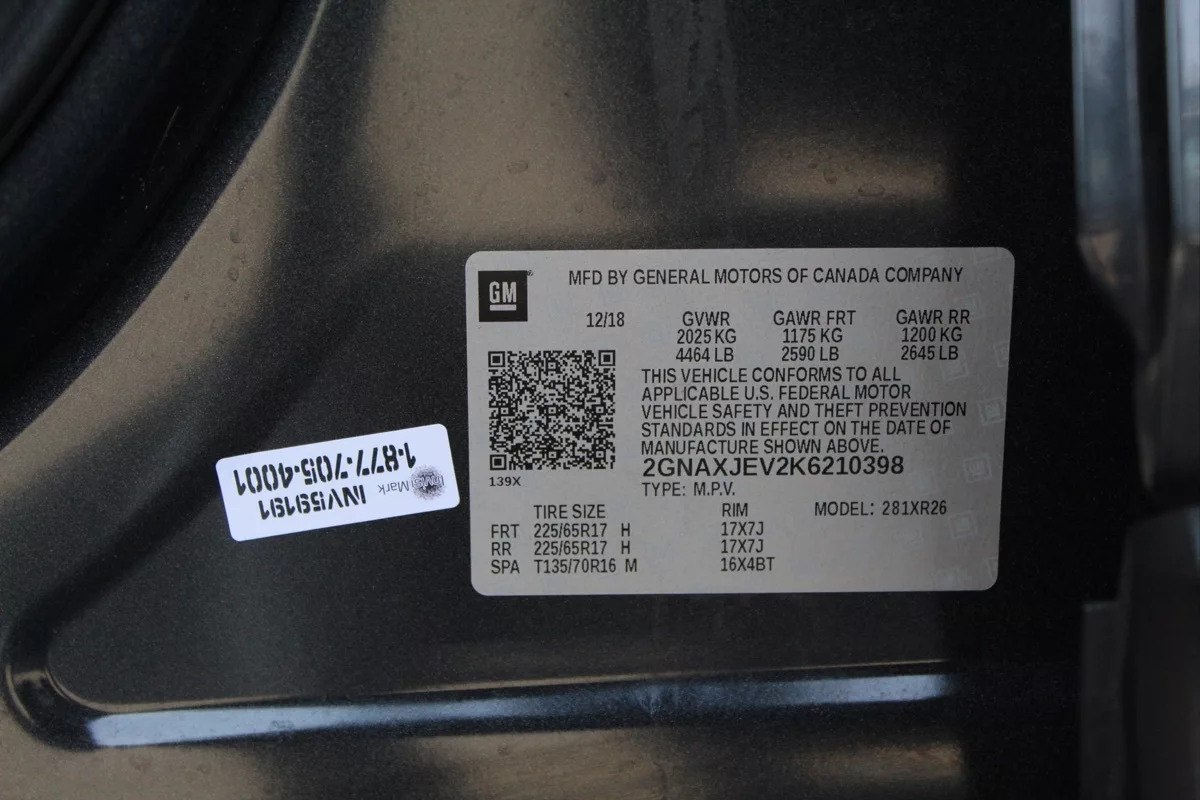 GM
MFD BY GENERAL MOTORS OF CANADA COMPANY
12/18 GVWR GAWR FRT GAWR RR
2025 KG 1175 KG 1200 KG
4464 LB 2590 LB 2645 LB
THIS VEHICLE CONFORMS TO ALL
APPLICABLE U.S. FEDERAL MOTOR
VEHICLE SAFETY AND THEFT PREVENTION
STANDARDS IN EFFECT ON THE DATE OF
MANUFACTURE SHOWN ABOVE.
2GNAXJEV2K6210398
139X
TYPE: M.P.V.
TIRE SIZE RIM MODEL: 281XR26
FRT 225/65R17 H 17X7J
RR 225/65R17 H 17X7J
SPA T135/70R16 M 16X4BT
1-877-705-4001